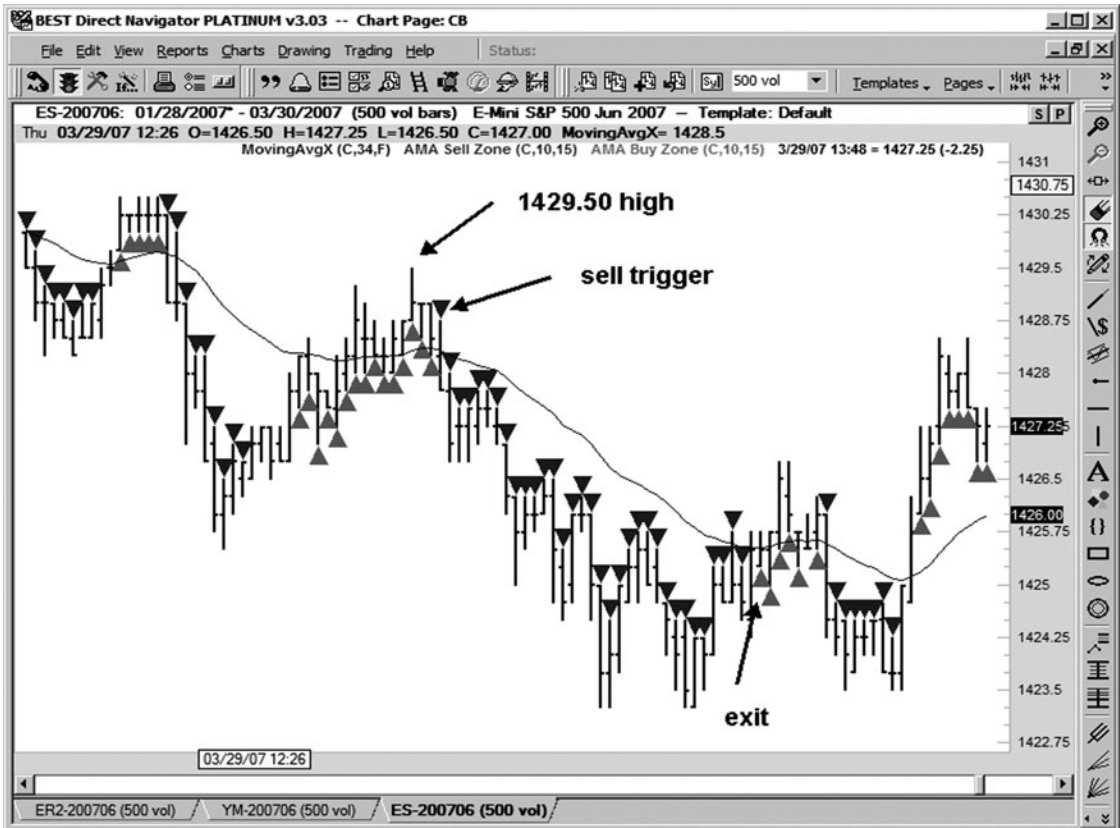 BEST Direct Navigator PLATINUM v3.03 -- Chart Page: CB
File Edit View Reports Charts Drawing Trading Help Status:
Syl 500 vol Templates Pages
ES-200706: 01/28/2007* - 03/30/2007 (500 vol bars) E-Mini S&P 500 Jun 2007 -- Template: Default S P
Thu 03/29/07 12:26 O=1426.50 H=1427.25 L=1426.50 C=1427.00 MovingAvgX= 1428.5
MovingAvgX (C,34,F) AMA Sell Zone (C,10,15) AMA Buy Zone (C,10,15) 3/29/07 13:48 = 1427.25 (-2.25)
1431
1430.75
1430.25
1429.50 high
1429.5
sell trigger
1428.75
1428
1427.25
1426.5
1426.00
1425.75
1425
1424.25
1423.5
exit
1422.75
03/29/07 12:26
ER2-200706 (500 vol) YM-200706 (500 vol) ES-200706 (500 vol)